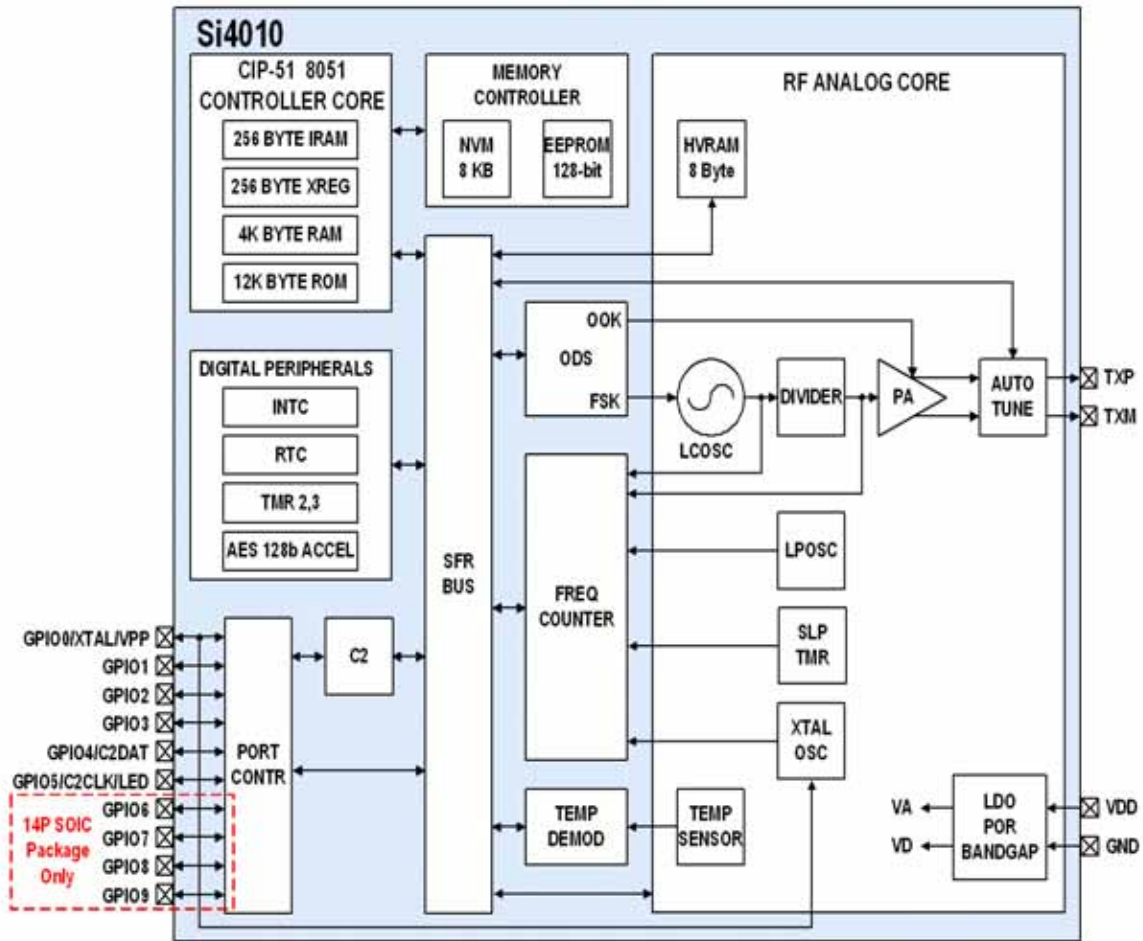 Si4010
CIP-51 8051
CONTROLLER CORE
256 BYTE IRAM
256 BYTE XREG
4K BYTE RAM
12K BYTE ROM
MEMORY
CONTROLLER
NVM
8 KB
EEPROM
128-bit
RF ANALOG CORE
HVRAM
8 Byte
DIGITAL PERIPHERALS
INTC
RTC
TMR 2,3
AES 128b ACCEL
SFR
BUS
OOK
ODS
FSK
LCOSC
DIVIDER
PA
AUTO
TUNE
TXP
TXM
FREQ
COUNTER
LPOSC
SLP
TMR
XTAL
OSC
C2
PORT
CONTR
GPIO0/XTAL/VPP
GPIO1
GPIO2
GPIO3
GPIO4/C2DAT
GPIO5/C2CLK/LED
GPIO6
GPIO7
GPIO8
GPIO9
14P SOIC
Package
Only
TEMP
DEMOD
TEMP
SENSOR
VA
VD
LDO
POR
BANDGAP
VDD
GND